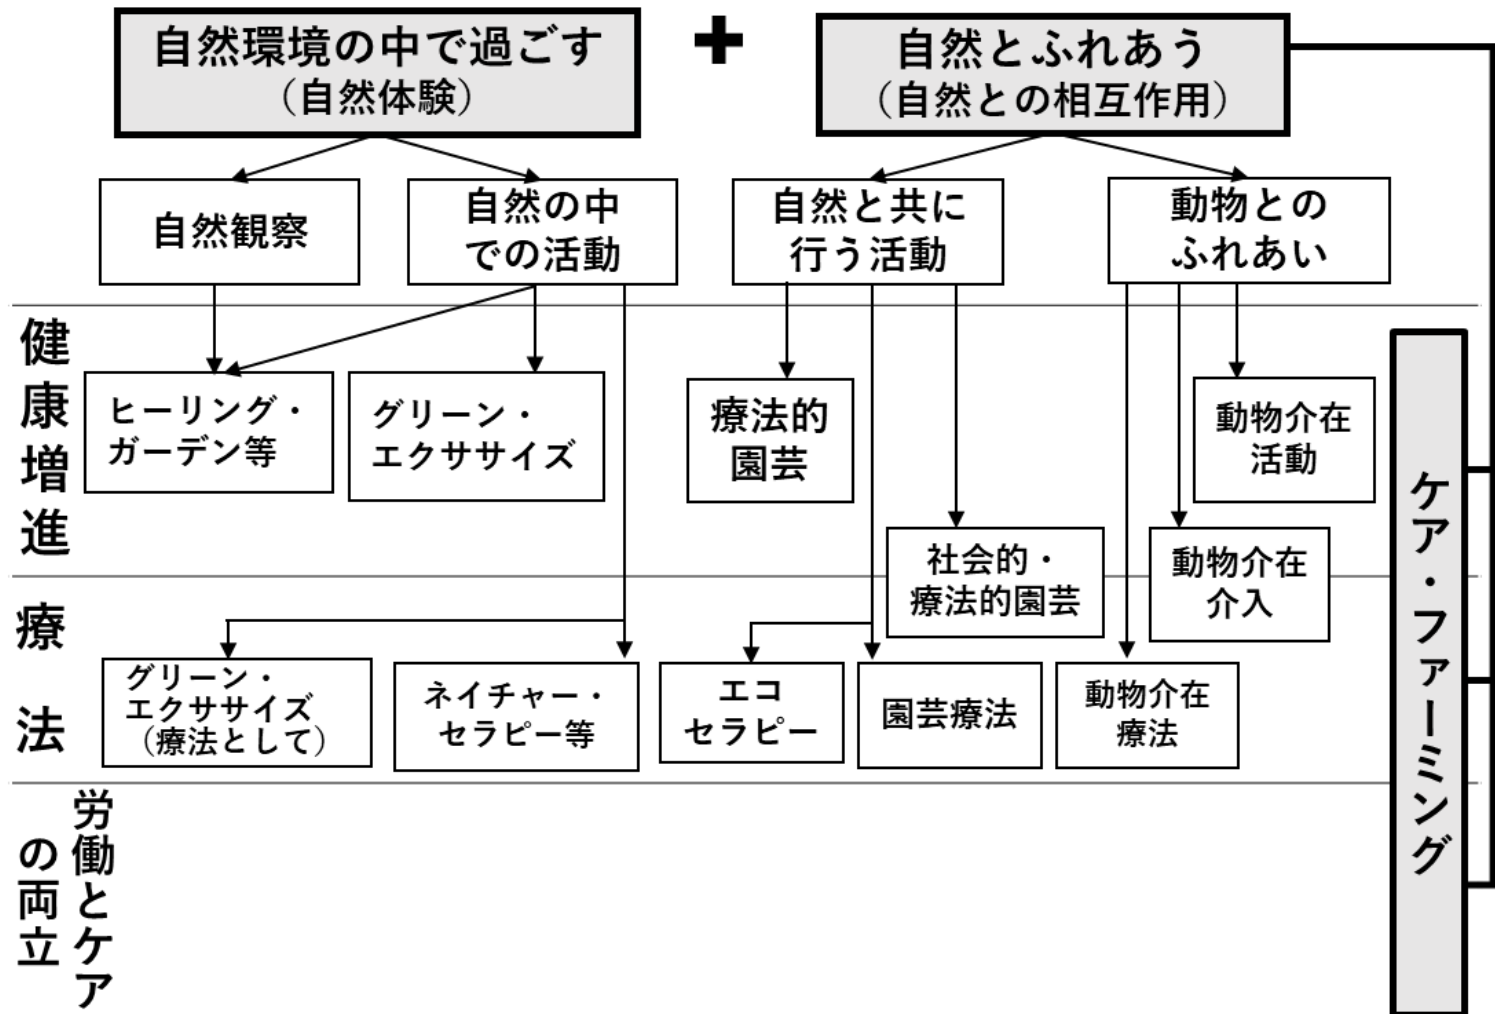 自然環境の中で過ごす
（自然体験）
+
自然とふれあう
（自然との相互作用）
自然観察
自然の中
での活動
自然と共に
行う活動
動物との
ふれあい
健康増進
ヒーリング・
ガーデン等
グリーン・
エクササイズ
療法的
園芸
動物介在
活動
社会的・
療法的園芸
動物介在
介入
療法
グリーン・
エクササイズ
（療法として）
ネイチャー・
セラピー等
エコ
セラピー
園芸療法
動物介在
療法
労働とケア
の両立
ケア・ファーミング